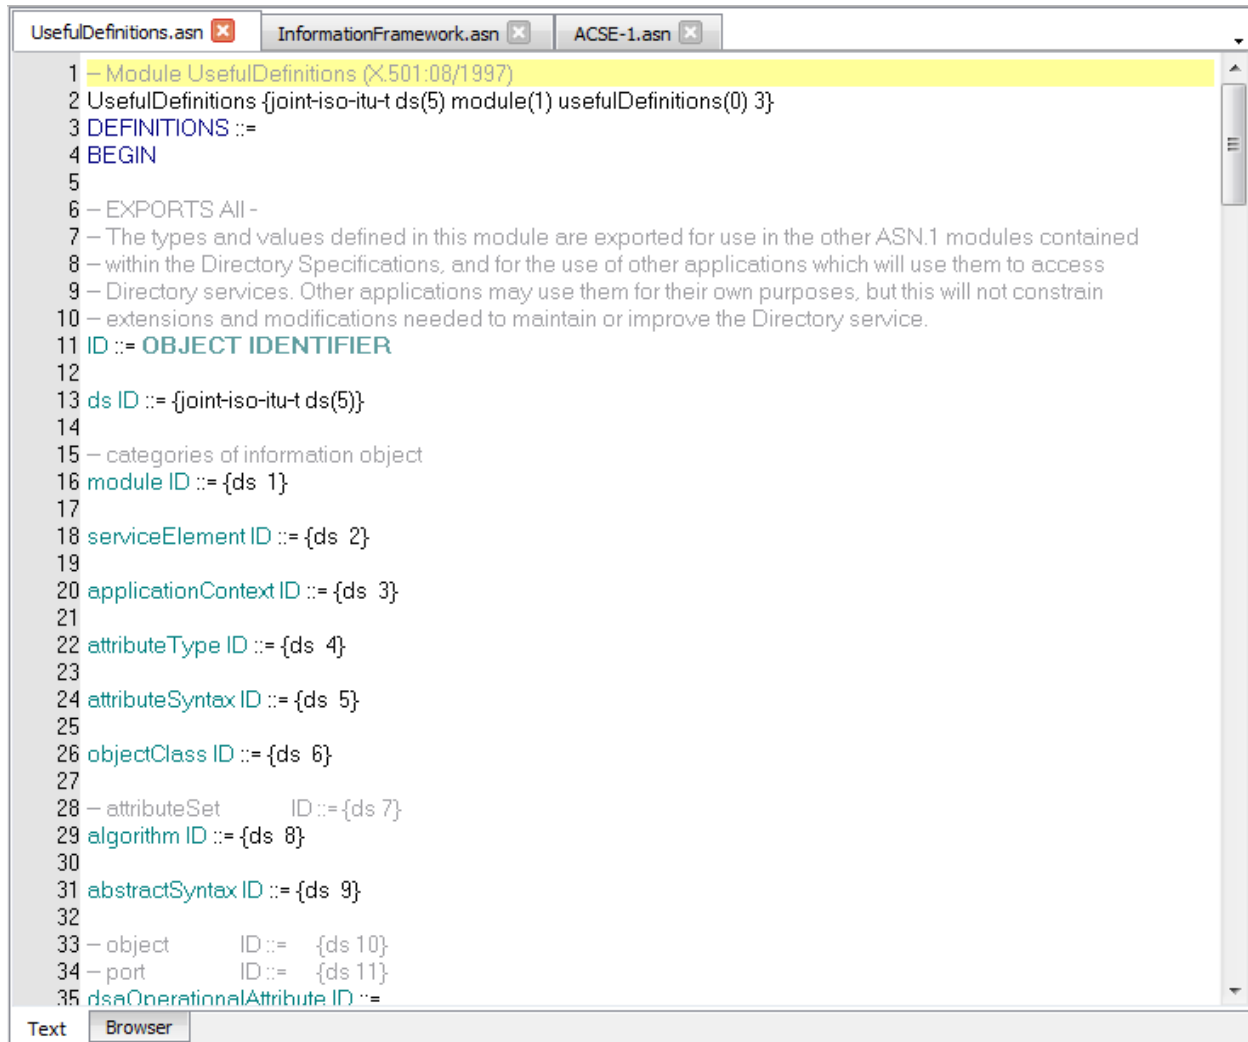 UsefulDefinitions.asn InformationFramework.asn ACSE-1.asn
1 -- Module UsefulDefinitions (X.501:08/1997)
2 UsefulDefinitions {joint-iso-itu-t ds(5) module(1) usefulDefinitions(0) 3}
3 DEFINITIONS ::=
4 BEGIN
5
6 -- EXPORTS All -
7 -- The types and values defined in this module are exported for use in the other ASN.1 modules contained
8 -- within the Directory Specifications, and for the use of other applications which will use them to access
9 -- Directory services. Other applications may use them for their own purposes, but this will not constrain
10 -- extensions and modifications needed to maintain or improve the Directory service.
11 ID ::= OBJECT IDENTIFIER
12
13 ds ID ::= {joint-iso-itu-t ds(5)}
14
15 -- categories of information object
16 module ID ::= {ds 1}
17
18 serviceElement ID ::= {ds 2}
19
20 applicationContext ID ::= {ds 3}
21
22 attributeType ID ::= {ds 4}
23
24 attributeSyntax ID ::= {ds 5}
25
26 objectClass ID ::= {ds 6}
27
28 -- attributeSet ID ::= {ds 7}
29 algorithm ID ::= {ds 8}
30
31 abstractSyntax ID ::= {ds 9}
32
33 -- object ID ::= {ds 10}
34 -- port ID ::= {ds 11}
35 dsaOperationalAttribute ID ::=
Text Browser